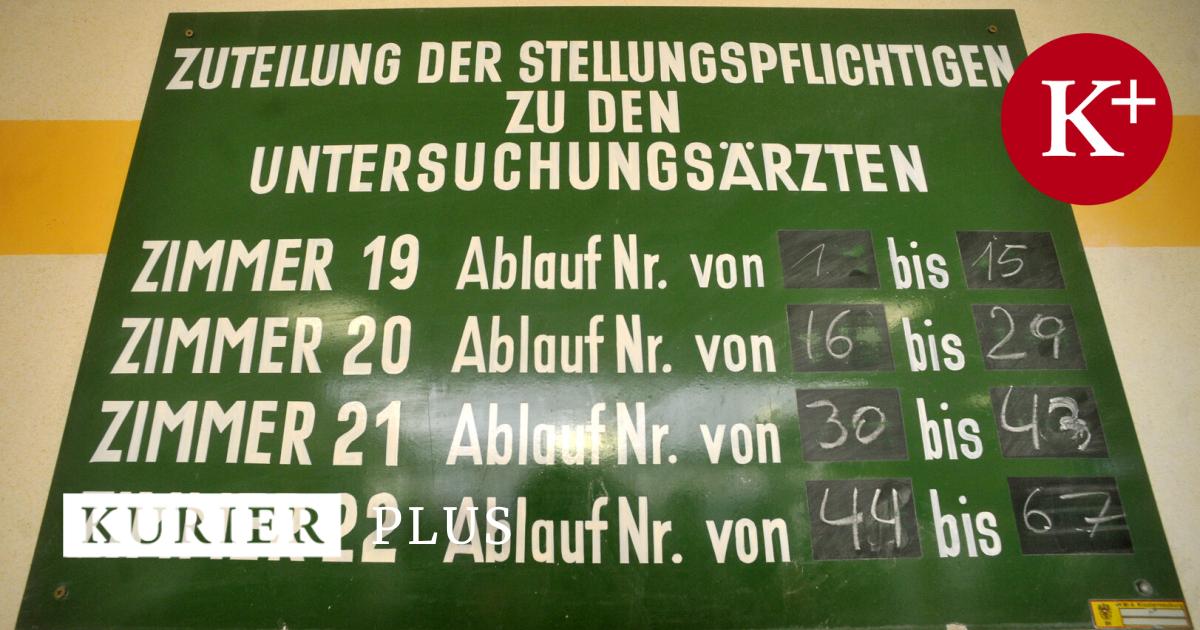 ZUTEILUNG DER STELLUNGSPFLICHTIGEN
ZU DEN
UNTERSUCHUNGSÄRZTEN
K+
ZIMMER 19 Ablauf Nr. von 1 bis 15
ZIMMER 20 Ablauf Nr. von 16 bis 29
ZIMMER 21 Ablauf Nr. von 30 bis 43
ZIMMER 22 Ablauf Nr. von 44 bis 67
KURIER PLUS